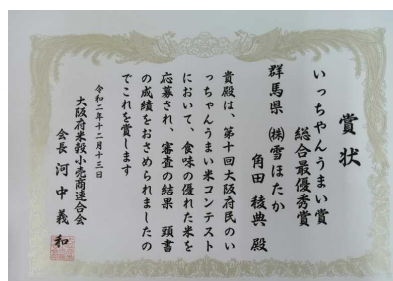 賞状
いっちゃんうまい賞
総合最優秀賞
群馬県 ㈱雪ほたか
角田 稜典 殿
貴殿は、第十回大阪府民のい
っちゃんうまい米コンテスト
において、食味の優れた米を
応募され、審査の結果 頭書
の成績をおさめられましたの
でこれを賞します
令和二年十二月十三日
大阪府米穀小売商連合会
会長 河中 義和